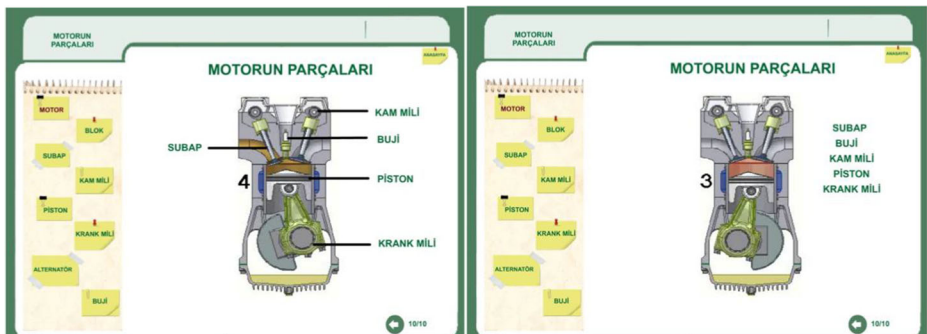 MOTORUN
PARÇALARI
ANASAYFA
MOTORUN PARÇALARI
MOTOR
BLOK
SUBAP
KAM MİLİ
PİSTON
KRANK MİLİ
ALTERNATÖR
BUJİ
KAM MİLİ
BUJİ
SUBAP
4
PİSTON
KRANK MİLİ
10/10
MOTORUN
PARÇALARI
ANASAYFA
MOTORUN PARÇALARI
MOTOR
BLOK
SUBAP
KAM MİLİ
PİSTON
KRANK MİLİ
ALTERNATÖR
BUJİ
3
SUBAP
BUJİ
KAM MİLİ
PİSTON
KRANK MİLİ
10/10